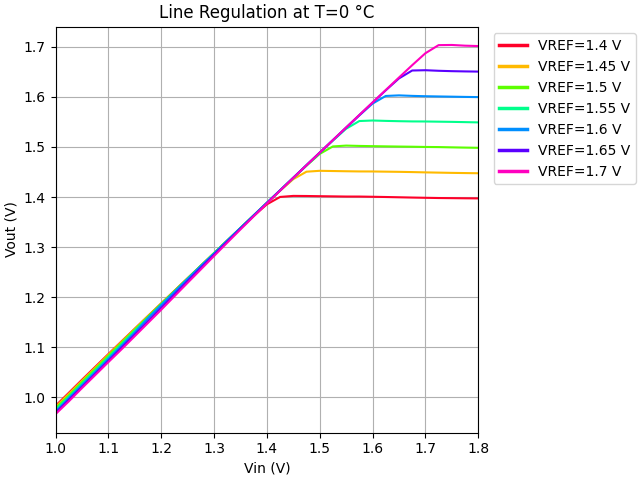 Line Regulation at T=0 °C
Vout (V)
1.7
1.6
1.5
1.4
1.3
1.2
1.1
1.0
1.0 1.1 1.2 1.3 1.4 1.5 1.6 1.7 1.8
Vin (V)
VREF=1.4 V
VREF=1.45 V
VREF=1.5 V
VREF=1.55 V
VREF=1.6 V
VREF=1.65 V
VREF=1.7 V